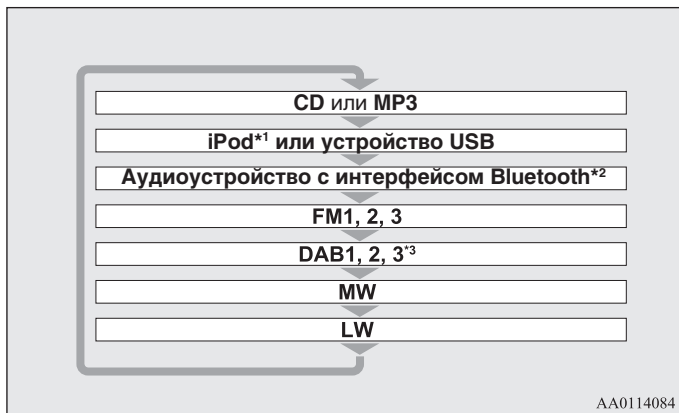 CD или MP3
iPod*1 или устройство USB
Аудиоустройство с интерфейсом Bluetooth*2
FM1, 2, 3
DAB1, 2, 3*3
MW
LW
AA0114084